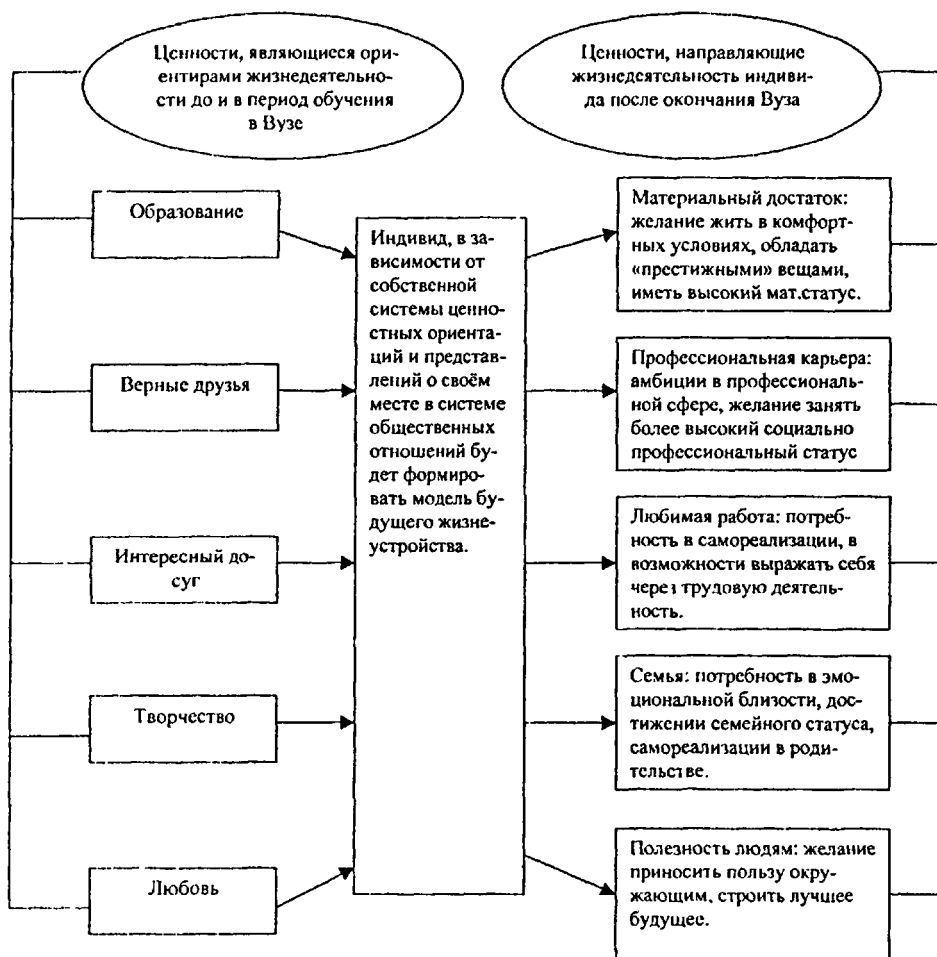 Ценности, являющиеся ори-
ентирами жизнедеятельно-
сти до и в период обучения
в Вузе
Ценности, направляющие
жизнедеятельность индиви-
да после окончания Вуза
Образование
Верные друзья
Интересный до-
суг
Творчество
Любовь
Индивид, в за-
висимости от
собственной
системы ценно-
стных ориента-
ций и представ-
лений о своём
месте в системе
общественных
отношений бу-
дет формиро-
вать модель бу-
дущего жизне-
устройства.
Материальный достаток:
желание жить в комфорт-
ных условиях, обладать
«престижными» вещами,
иметь высокий мат.статус.
Профессиональная карьера:
амбиции в профессиональ-
ной сфере, желание занять
более высокий социально
профессиональный статус
Любимая работа: потреб-
ность в самореализации, в
возможности выражать себя
через трудовую деятель-
ность.
Семья: потребность в эмо-
циональной близости, дос-
тижении семейного статуса,
самореализации в роди-
тельстве.
Полезность людям: желание
приносить пользу окру-
жающим, строить лучшее
будущее.